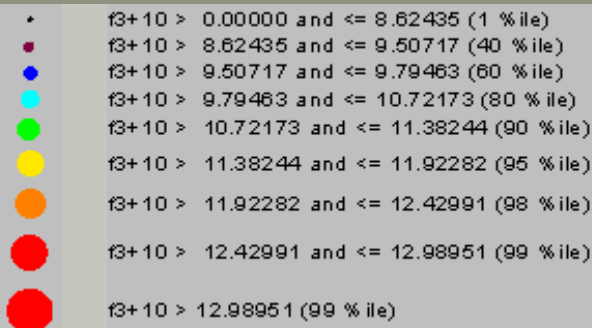 f3+10 > 0.00000 and <= 8.62435 (1 %ile)
f3+10 > 8.62435 and <= 9.50717 (40 %ile)
f3+10 > 9.50717 and <= 9.79463 (60 %ile)
f3+10 > 9.79463 and <= 10.72173 (80 %ile)
f3+10 > 10.72173 and <= 11.38244 (90 %ile)
f3+10 > 11.38244 and <= 11.92282 (95 %ile)
f3+10 > 11.92282 and <= 12.42991 (98 %ile)
f3+10 > 12.42991 and <= 12.98951 (99 %ile)
f3+10 > 12.98951 (99 %ile)